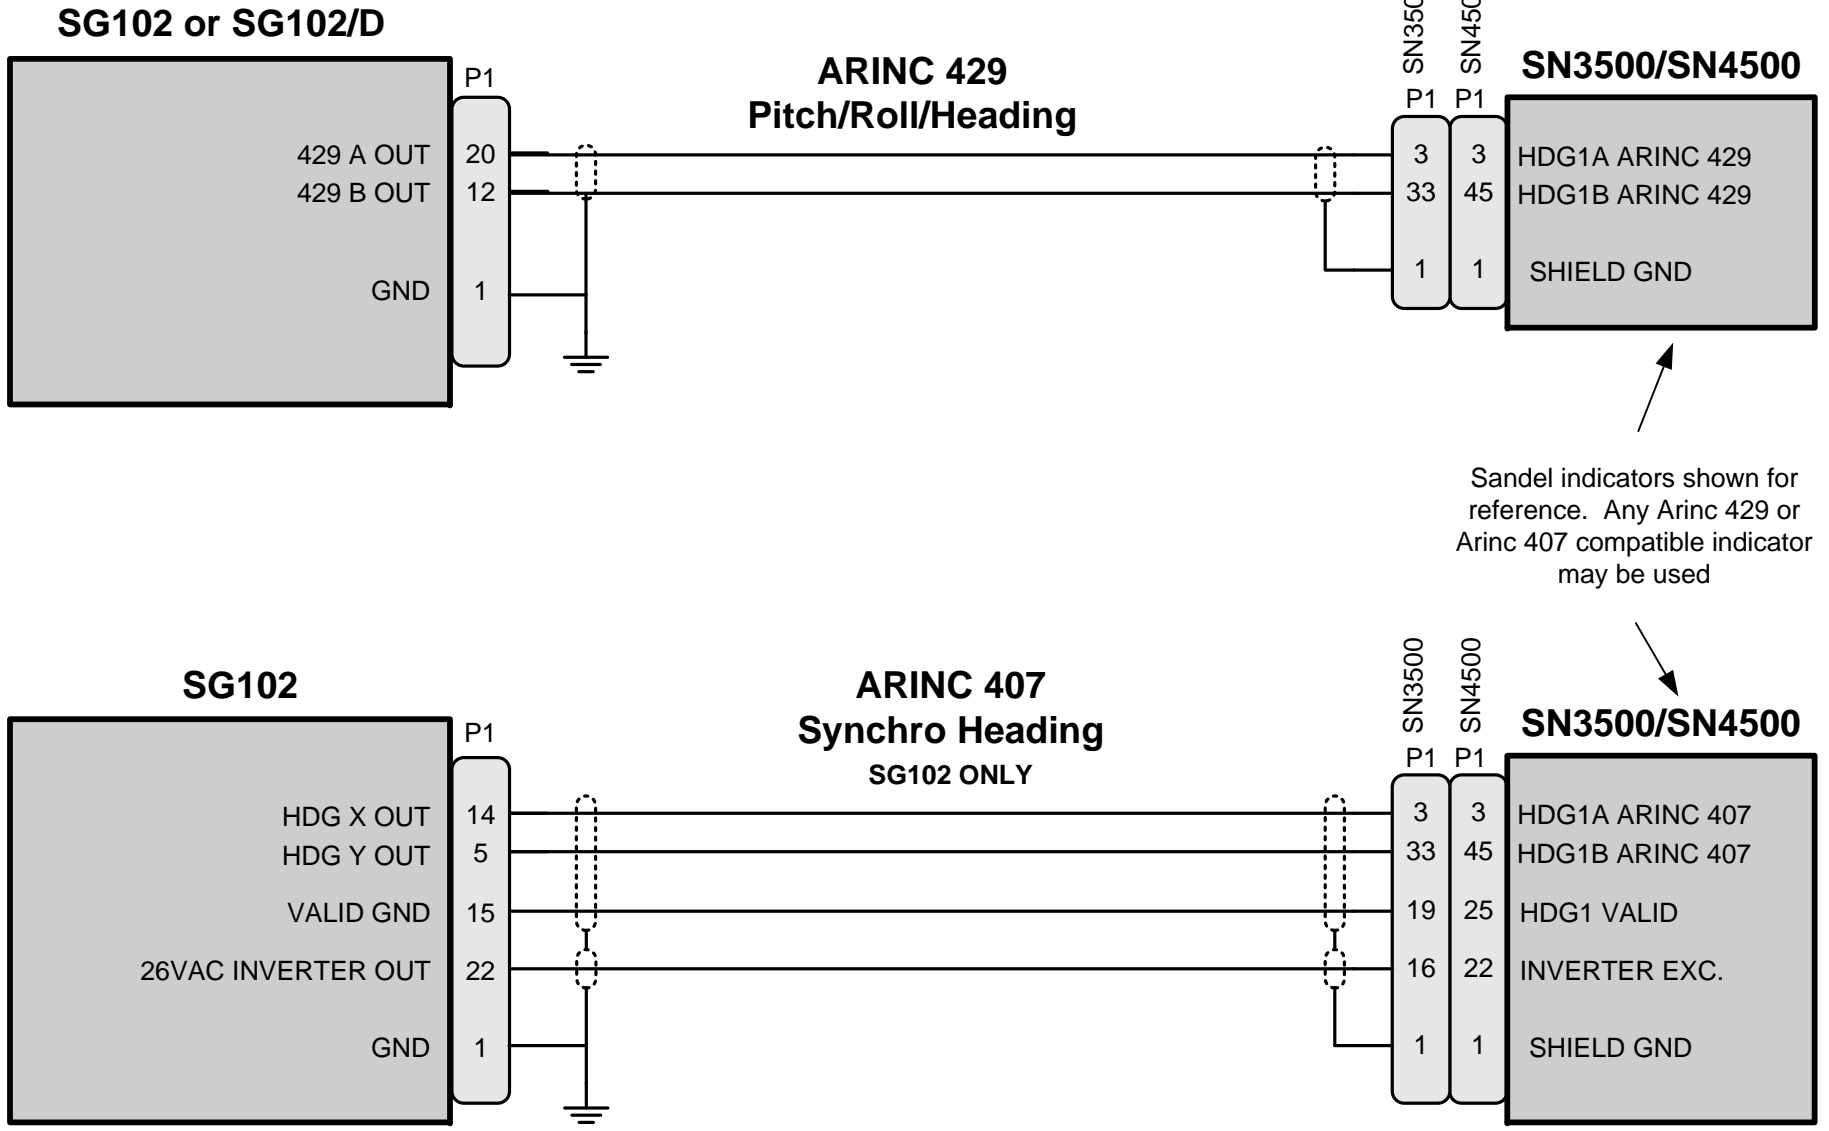 SG102 or SG102/D
P1
ARINC 429
Pitch/Roll/Heading
P1 P1
SN3500/SN4500
429 A OUT 20
3 3 HDG1A ARINC 429
429 B OUT 12
33 45 HDG1B ARINC 429
GND 1
1 1 SHIELD GND
Sandel indicators shown for
reference. Any Arinc 429 or
Arinc 407 compatible indicator
may be used
SG102
P1
ARINC 407
Synchro Heading
SG102 ONLY
SN3500
SN4500
P1 P1
SN3500/SN4500
HDG X OUT 14
3 3 HDG1A ARINC 407
HDG Y OUT 5
33 45 HDG1B ARINC 407
VALID GND 15
19 25 HDG1 VALID
26VAC INVERTER OUT 22
16 22 INVERTER EXC.
GND 1
1 1 SHIELD GND